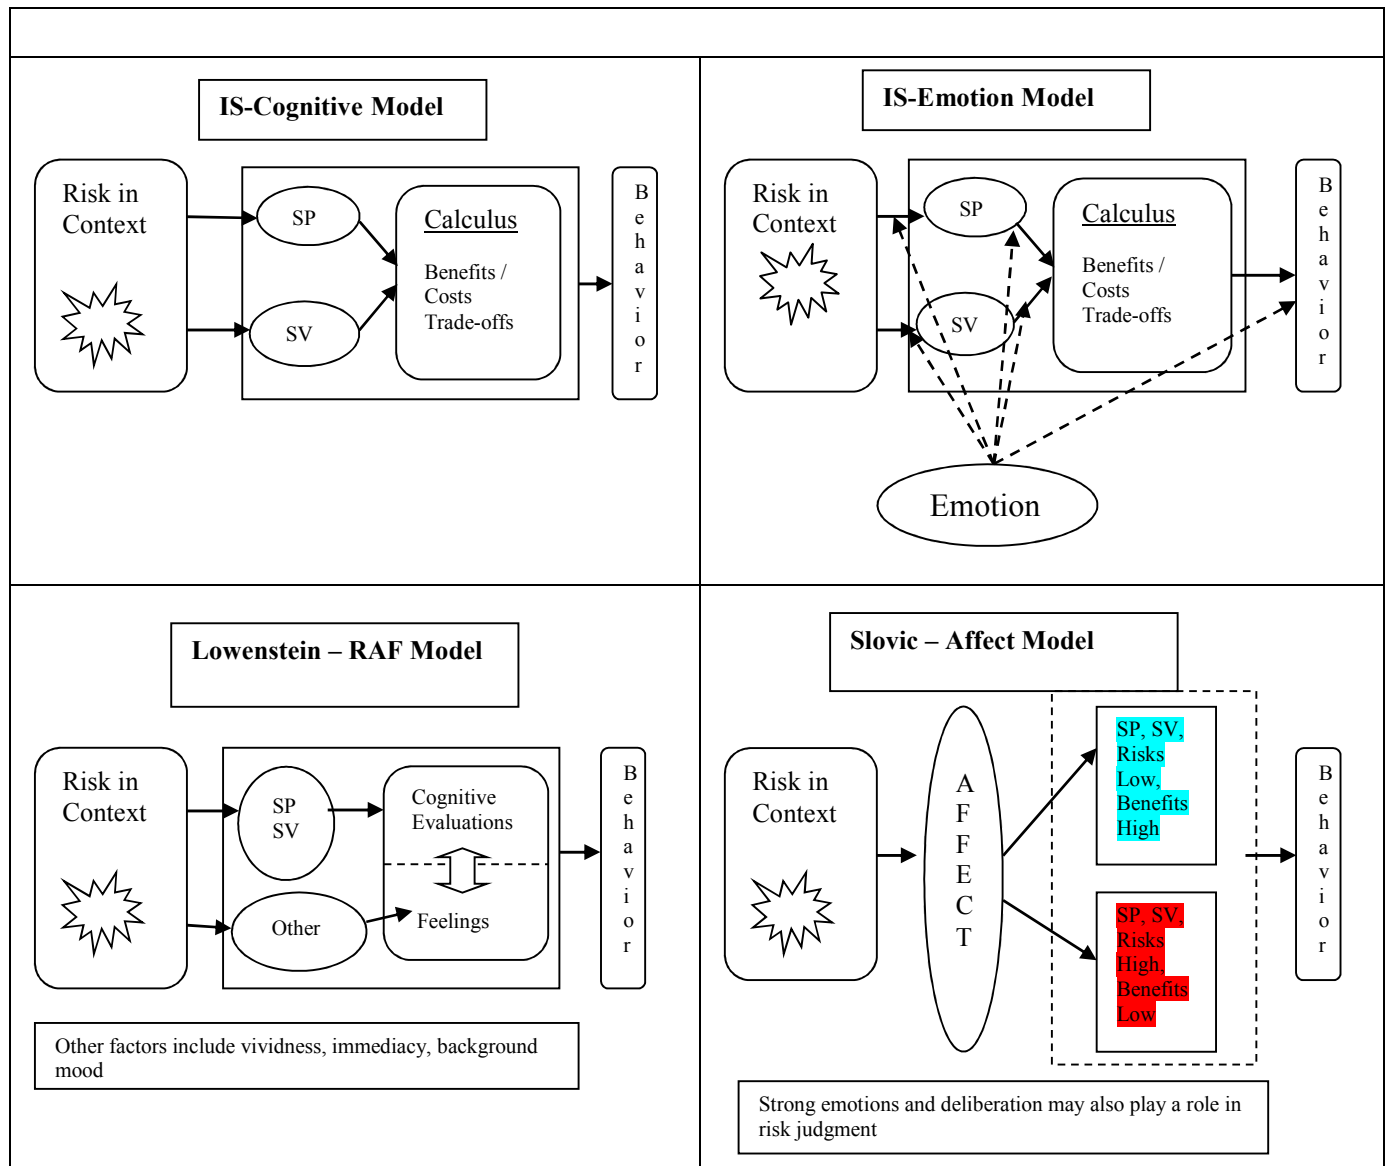 IS-Cognitive Model
Risk in
Context
SP
SV
Calculus
Benefits /
Costs
Trade-offs
B
e
h
a
v
i
o
r
IS-Emotion Model
Risk in
Context
SP
SV
Calculus
Benefits /
Costs
Trade-offs
B
e
h
a
v
i
o
r
Emotion
Lowenstein – RAF Model
Risk in
Context
SP
SV
Other
Cognitive
Evaluations
Feelings
B
e
h
a
v
i
o
r
Other factors include vividness, immediacy, background
mood
Slovic – Affect Model
Risk in
Context
A
F
F
E
C
T
SP, SV,
Risks
Low,
Benefits
High
SP, SV,
Risks
High,
Benefits
Low
B
e
h
a
v
i
o
r
Strong emotions and deliberation may also play a role in
risk judgment